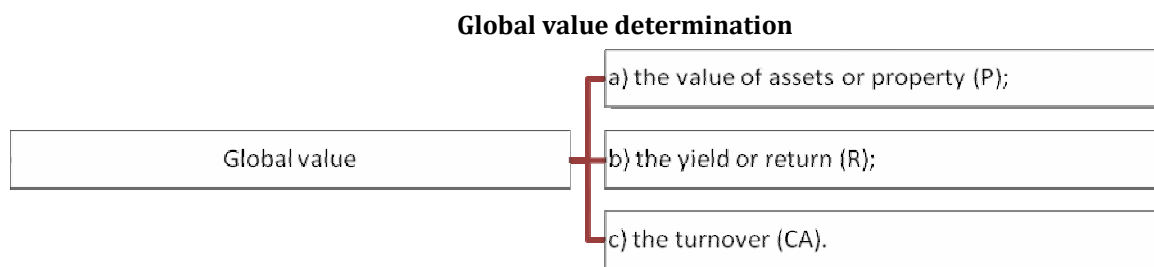 Global value determination
a) the value of assets or property (P);
Global value
b) the yield or return (R);
c) the turnover (CA).